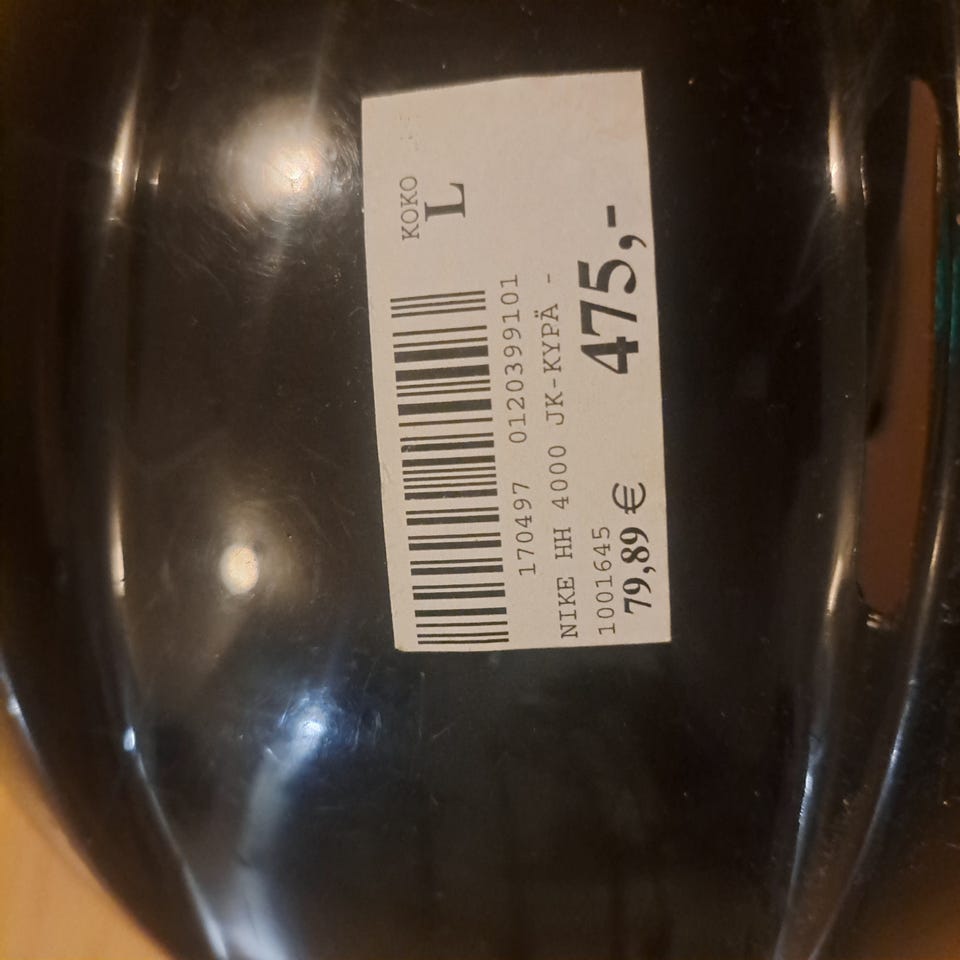 KOKO
L
170497 0120399101
NIKE HH 4000 JK-KYPÄ -
1001645
79,89 € 475,-